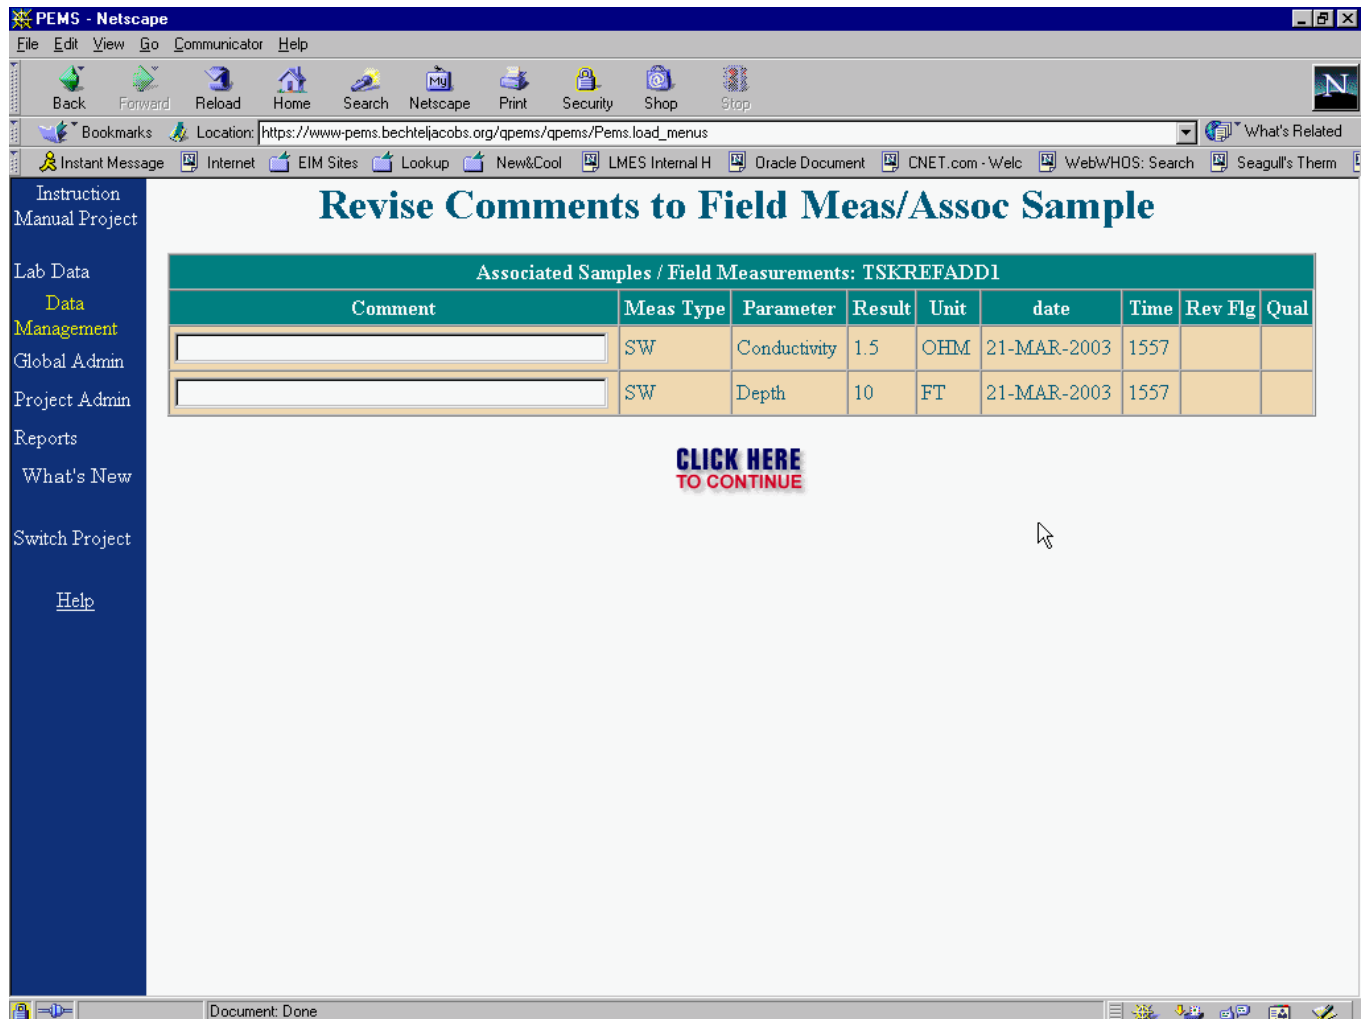 PEMS - Netscape
File Edit View Go Communicator Help
Back Forward Reload Home Search My Netscape Print Security Shop Stop N
Bookmarks Location: https://www-pems.bechteljacobs.org/qpems/qpems/Pems.load_menus What's Related
Instant Message Internet EIM Sites Lookup New&Cool LMES Internal H Oracle Document CNET.com - Welc WebWHOS: Search Seagull's Therm
Instruction
Manual Project
Lab Data
Data
Management
Global Admin
Project Admin
Reports
What's New
Switch Project
Help
Revise Comments to Field Meas/Assoc Sample
Associated Samples / Field Measurements: TSKREFADD1
Comment Meas Type Parameter Result Unit date Time Rev Flg Qual
SW Conductivity 1.5 OHM 21-MAR-2003 1557
SW Depth 10 FT 21-MAR-2003 1557
CLICK HERE
TO CONTINUE
Document: Done